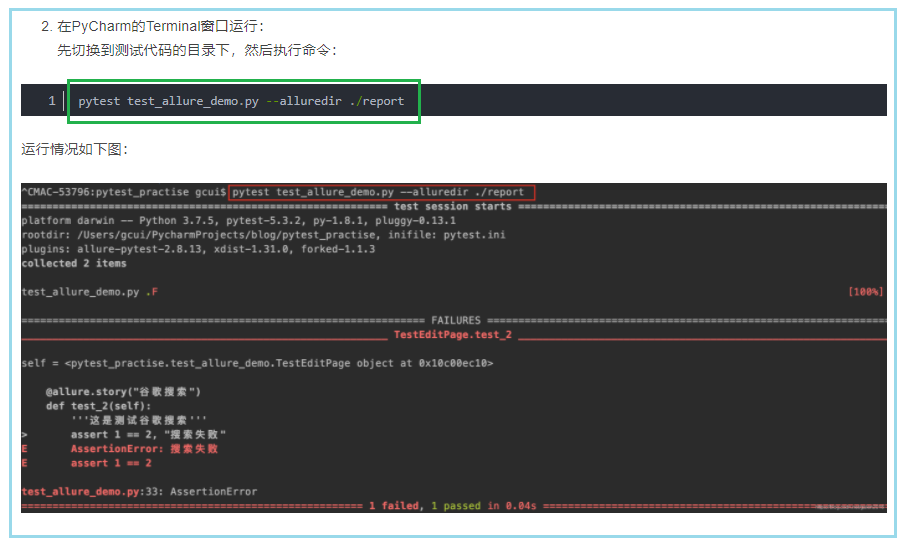 2. 在PyCharm的Terminal窗口运行：
先切换到测试代码的目录下，然后执行命令：
1 pytest test_allure_demo.py --alluredir ./report
运行情况如下图：
^CMAC-53796:pytest_practise gcui$ pytest test_allure_demo.py --alluredir ./report
test session starts
platform darwin -- Python 3.7.5, pytest-5.3.2, py-1.8.1, pluggy-0.13.1
rootdir: /Users/gcui/PycharmProjects/blog/pytest_practise, inifile: pytest.ini
plugins: allure-pytest-2.8.13, xdist-1.31.0, forked-1.1.3
collected 2 items
test_allure_demo.py .F [100%]
FAILURES
TestEditPage.test_2
self = <pytest_practise.test_allure_demo.TestEditPage object at 0x10c00ec10>
@allure.story("谷歌搜索")
def test_2(self):
'''这是测试谷歌搜索'''
> assert 1 == 2, "搜索失败"
E AssertionError: 搜索失败
E assert 1 == 2
test_allure_demo.py:33: AssertionError
1 failed, 1 passed in 0.04s